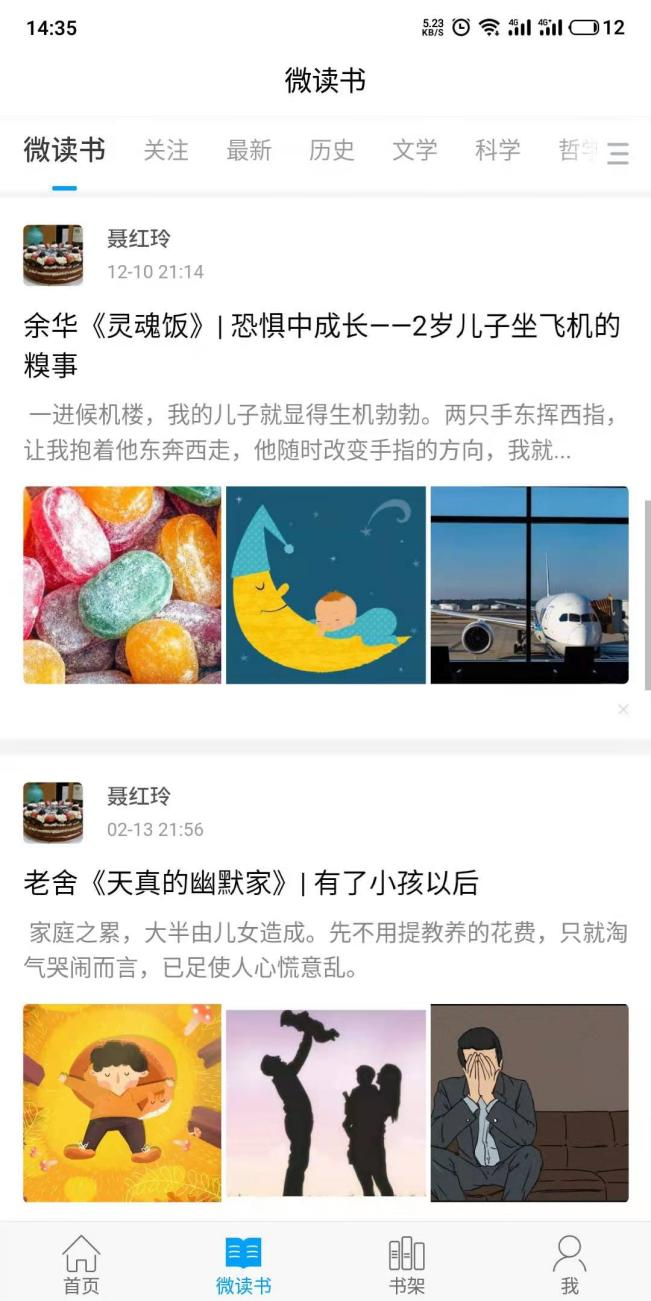 14:35
5.23
KB/S
4G
4G+
12
微读书
微读书 关注 最新 历史 文学 科学 哲学
聂红玲
12-10 21:14
余华《灵魂饭》| 恐惧中成长——2岁儿子坐飞机的
糗事
一进候机楼，我的儿子就显得生机勃勃。两只手东挥西指，
让我抱着他东奔西走，他随时改变手指的方向，我就...
聂红玲
02-13 21:56
老舍《天真的幽默家》| 有了小孩以后
家庭之累，大半由儿女造成。先不用提教养的花费，只就淘
气哭闹而言，已足使人心慌意乱。
首页 微读书 书架 我